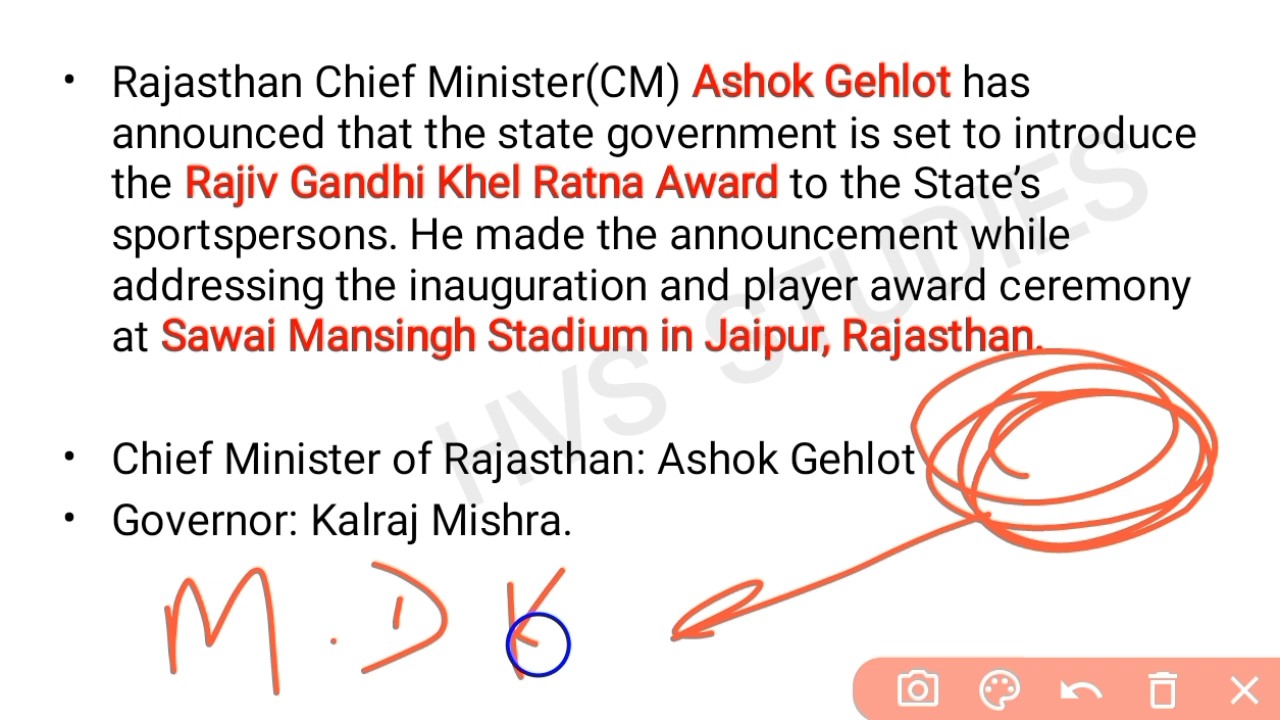 • Rajasthan Chief Minister(CM) Ashok Gehlot has
announced that the state government is set to introduce
the Rajiv Gandhi Khel Ratna Award to the State’s
sportspersons. He made the announcement while
addressing the inauguration and player award ceremony
at Sawai Mansingh Stadium in Jaipur, Rajasthan.
HVS STUDIES
• Chief Minister of Rajasthan: Ashok Gehlot
• Governor: Kalraj Mishra.
M. D K